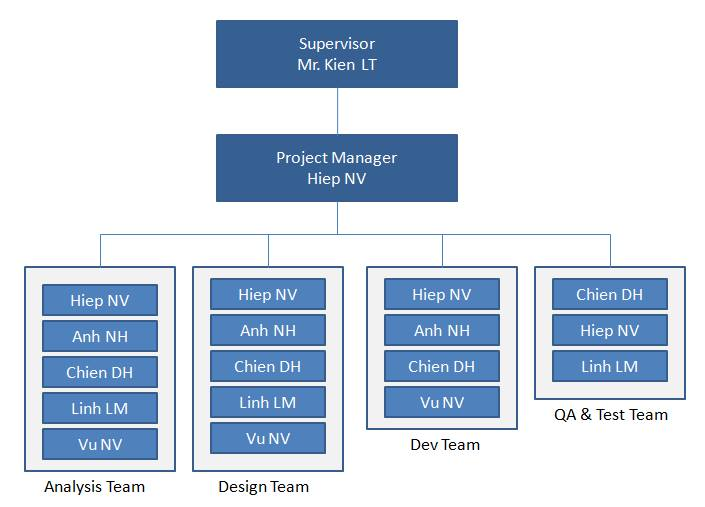 Supervisor
Mr. Kien LT
Project Manager
Hiep NV
Hiep NV
Anh NH
Chien DH
Linh LM
Vu NV
Analysis Team
Hiep NV
Anh NH
Chien DH
Linh LM
Vu NV
Design Team
Hiep NV
Anh NH
Chien DH
Vu NV
Dev Team
Chien DH
Hiep NV
Linh LM
QA & Test Team